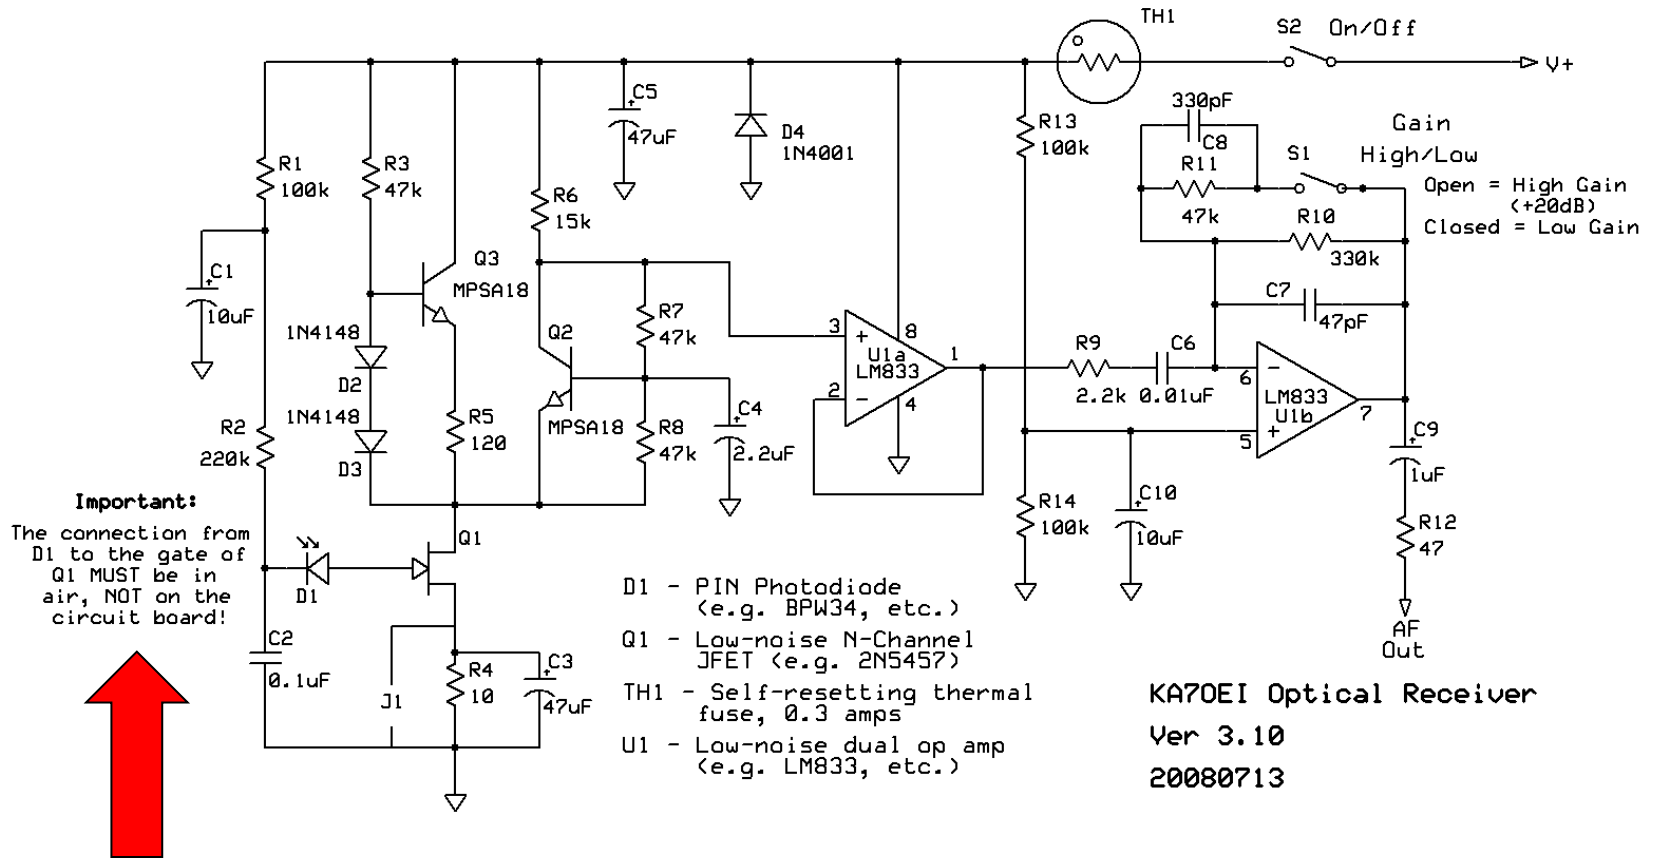 TH1
S2 On/Off
V+
330pF
C8
R11
47k
S1
Gain
High/Low
Open = High Gain
(+20dB)
Closed = Low Gain
R10
330k
C7
47pF
R13
100k
C5
47uF
D4
1N4001
R1
100k
R3
47k
R6
15k
C1
10uF
Q3
MPSA18
1N4148
D2
1N4148
D3
Q2
MPSA18
R7
47k
R5
120
R8
47k
C4
2.2uF
3
+
8
U1a
LM833
2
-
4
1
R9
2.2k
C6
0.01uF
6
-
LM833
U1b
5
+
7
C9
1uF
R12
47
AF
Out
R2
220k
R14
100k
C10
10uF
Important:
The connection from
D1 to the gate of
Q1 MUST be in
air, NOT on the
circuit board!
D1
Q1
C2
0.1uF
J1
R4
10
C3
47uF
D1 - PIN Photodiode
(e.g. BPW34, etc.)
Q1 - Low-noise N-Channel
JFET (e.g. 2N5457)
TH1 - Self-resetting thermal
fuse, 0.3 amps
U1 - Low-noise dual op amp
(e.g. LM833, etc.)
KA7OEI Optical Receiver
Ver 3.10
20080713